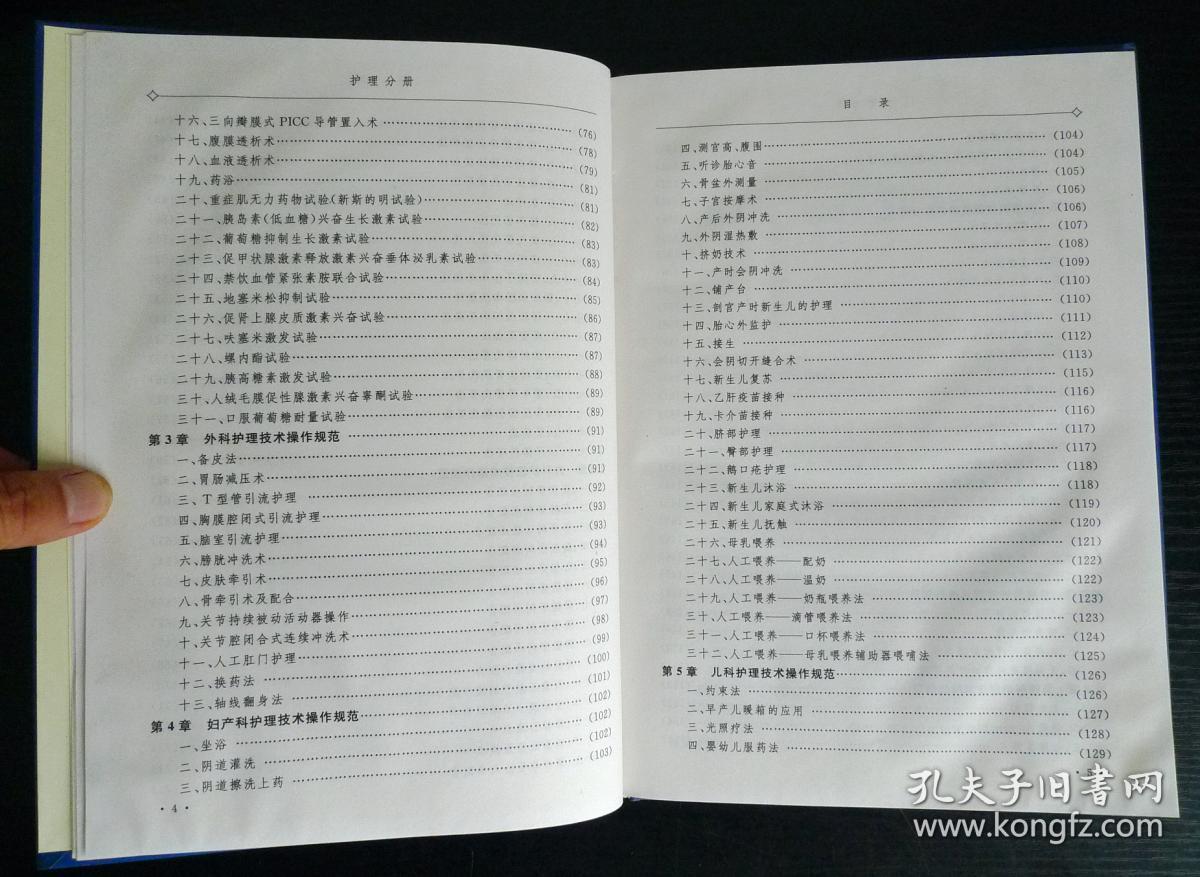 护理分册
十六、三向瓣膜式 PICC 导管置入术 (76)
十七、腹膜透析术 (78)
十八、血液透析术 (79)
十九、药浴 (81)
二十、重症肌无力药物试验(新斯的明试验) (81)
二十一、胰岛素(低血糖)兴奋生长激素试验 (82)
二十二、葡萄糖抑制生长激素试验 (83)
二十三、促甲状腺激素释放激素兴奋垂体泌乳素试验 (83)
二十四、禁饮血管紧张素胺联合试验 (84)
二十五、地塞米松抑制试验 (85)
二十六、促肾上腺皮质激素兴奋试验 (86)
二十七、呋塞米激发试验 (87)
二十八、螺内酯试验 (87)
二十九、胰高糖素激发试验 (88)
三十、人绒毛膜促性腺激素兴奋睾酮试验 (89)
三十一、口服葡萄糖耐量试验 (89)
第3章 外科护理技术操作规范 (91)
一、备皮法 (91)
二、胃肠减压术 (91)
三、T 型管引流护理 (92)
四、胸膜腔闭式引流护理 (93)
五、脑室引流护理 (93)
六、膀胱冲洗术 (94)
七、皮肤牵引术 (95)
八、骨牵引术及配合 (96)
九、关节持续被动活动器操作 (97)
十、关节腔闭合式连续冲洗术 (98)
十一、人工肛门护理 (99)
十二、换药法 (100)
十三、轴线翻身法 (101)
第4章 妇产科护理技术操作规范 (102)
一、坐浴 (102)
二、阴道灌洗 (102)
三、阴道擦洗上药 (103)
· 4 ·
目 录
四、测宫高、腹围 (104)
五、听诊胎心音 (104)
六、骨盆外测量 (105)
七、子宫按摩术 (106)
八、产后外阴冲洗 (106)
九、外阴湿热敷 (107)
十、挤奶技术 (108)
十一、产时会阴冲洗 (109)
十二、铺产台 (110)
十三、剖宫产时新生儿的护理 (110)
十四、胎心外监护 (111)
十五、接生 (112)
十六、会阴切开缝合术 (113)
十七、新生儿复苏 (115)
十八、乙肝疫苗接种 (116)
十九、卡介苗接种 (116)
二十、脐部护理 (117)
二十一、臀部护理 (117)
二十二、鹅口疮护理 (118)
二十三、新生儿沐浴 (118)
二十四、新生儿家庭式沐浴 (119)
二十五、新生儿抚触 (120)
二十六、母乳喂养 (121)
二十七、人工喂养——配奶 (122)
二十八、人工喂养——温奶 (122)
二十九、人工喂养——奶瓶喂养法 (123)
三十、人工喂养——滴管喂养法 (123)
三十一、人工喂养——口杯喂养法 (124)
三十二、人工喂养——母乳喂养辅助器喂哺法 (125)
第5章 儿科护理技术操作规范 (126)
一、约束法 (126)
二、早产儿暖箱的应用 (127)
三、光照疗法 (128)
四、婴幼儿服药法 (129)
· 5
孔夫子旧书网
www.kongfz.com